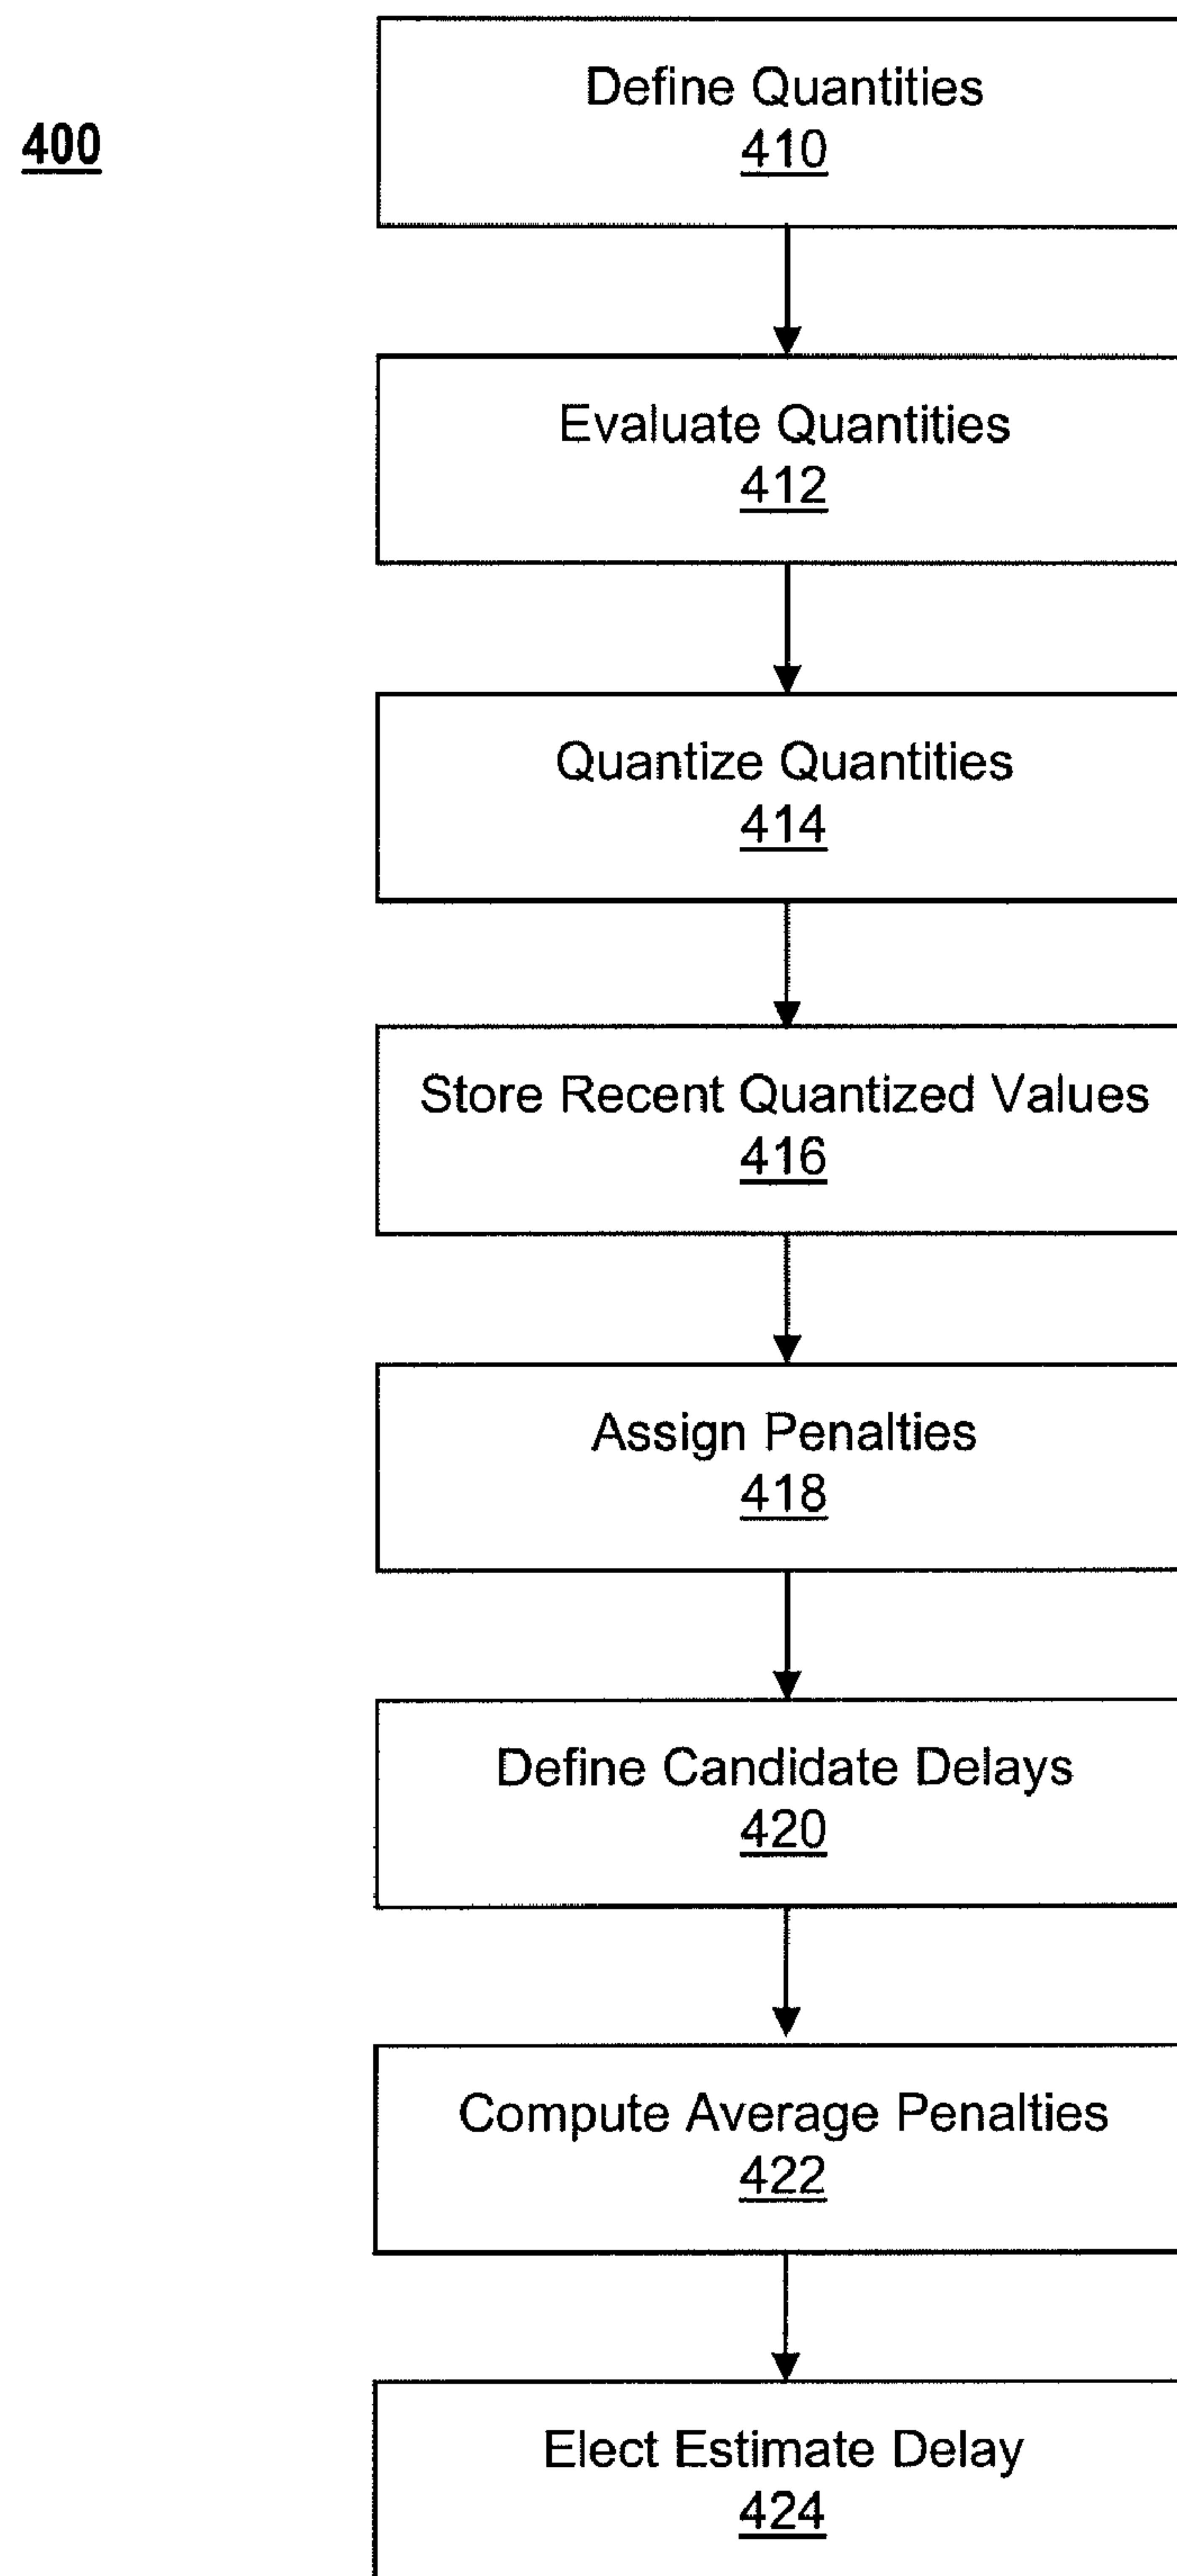 400
Define Quantities
410
Evaluate Quantities
412
Quantize Quantities
414
Store Recent Quantized Values
416
Assign Penalties
418
Define Candidate Delays
420
Compute Average Penalties
422
Elect Estimate Delay
424